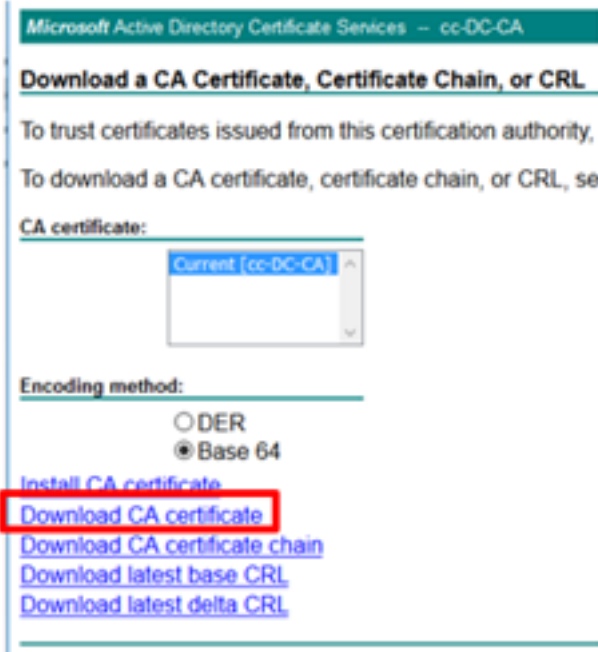 Microsoft Active Directory Certificate Services -- cc-DC-CA
Download a CA Certificate, Certificate Chain, or CRL
To trust certificates issued from this certification authority,
To download a CA certificate, certificate chain, or CRL, se
CA certificate:
Current [cc-DC-CA]
Encoding method:
DER
Base 64
Install CA certificate
Download CA certificate
Download CA certificate chain
Download latest base CRL
Download latest delta CRL